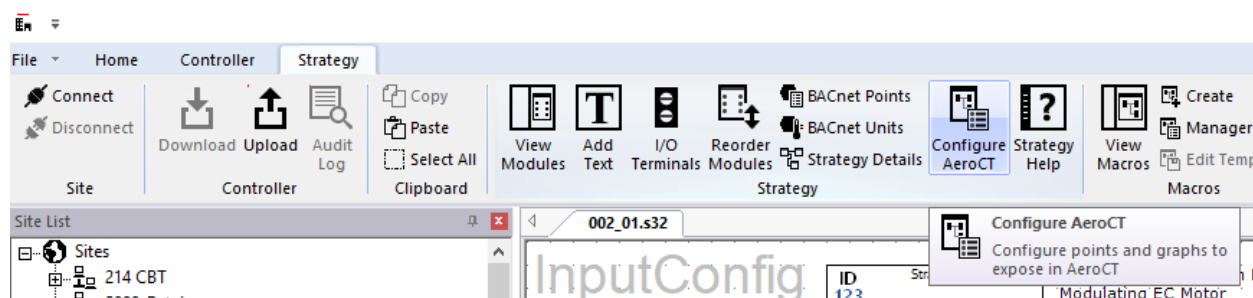 File Home Controller Strategy
Connect
Disconnect
Download Upload Audit Log
Copy
Paste
Select All
View Modules Add Text I/O Terminals Reorder Modules
BACnet Points
BACnet Units
Strategy Details
Configure AeroCT Strategy Help
View Macros
Create
Manager
Edit Temp
Site Controller Clipboard Strategy Macros
Site List
002_01.s32
Configure AeroCT
Configure points and graphs to
expose in AeroCT
Sites
214 CBT
InputConfig
ID
123
Modulating EC Motor